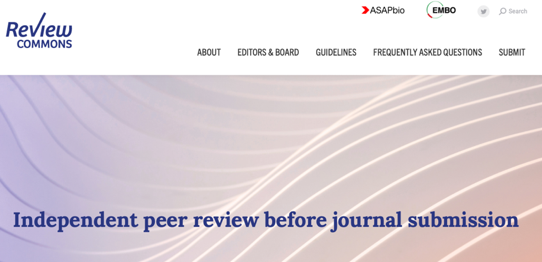 Review
COMMONS
ASAPbio
EMBO
Search
ABOUT EDITORS & BOARD GUIDELINES FREQUENTLY ASKED QUESTIONS SUBMIT
Independent peer review before journal submission